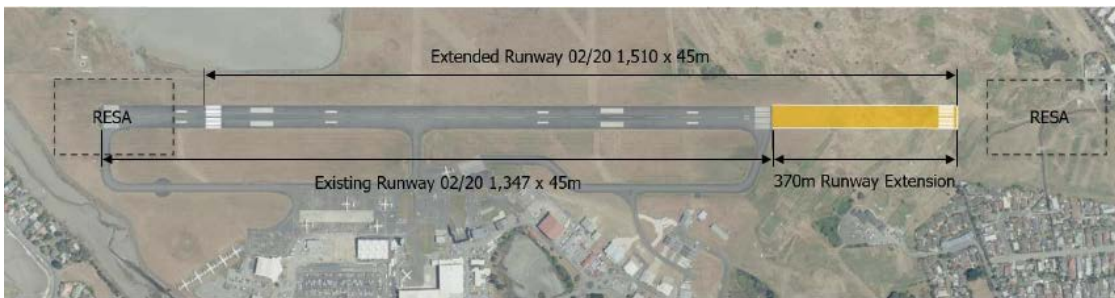 Extended Runway 02/20 1,510 x 45m
RESA
RESA
Existing Runway 02/20 1,347 x 45m
370m Runway Extension